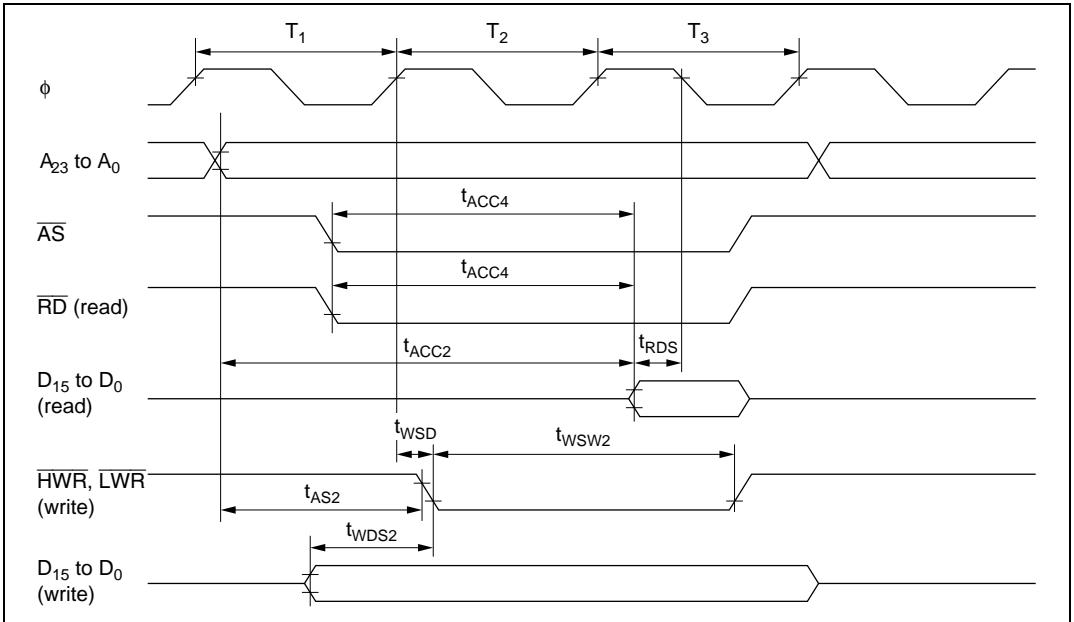 T1 T2 T3
ϕ
A23 to A0
tACC4
AS
tACC4
RD (read)
tACC2 tRDS
D15 to D0
(read)
tWSD tWSW2
HWR, LWR
(write)
tAS2
tWDS2
D15 to D0
(write)